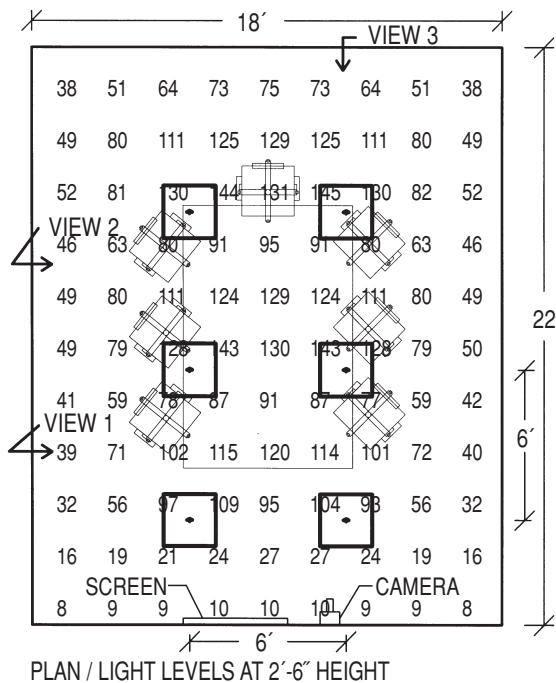 18′
VIEW 3
38 51 64 73 75 73 64 51 38
49 80 111 125 129 125 111 80 49
52 81 130 144 131 145 130 82 52
VIEW 2
46 63 80 91 95 91 80 63 46
49 80 111 124 129 124 111 80 49
22
49 79 128 143 130 143 128 79 50
41 59 78 87 91 87 77 59 42
6′
VIEW 1
39 71 102 115 120 114 101 72 40
32 56 97 109 95 104 93 56 32
16 19 21 24 27 27 24 19 16
SCREEN CAMERA
8 9 9 10 10 10 9 9 8
6′
PLAN / LIGHT LEVELS AT 2′-6″ HEIGHT